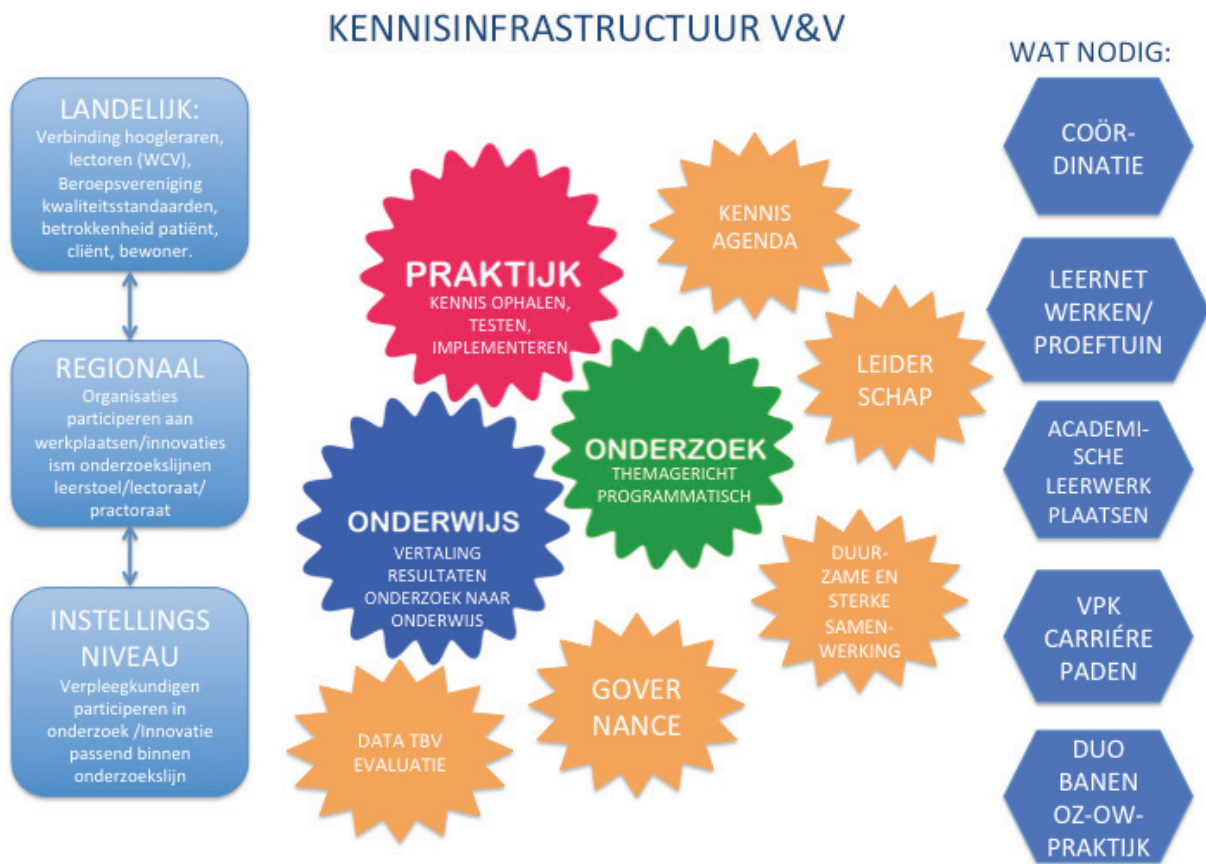 KENNISINFRASTRUCTUUR V&V
LANDELIJK:
Verbinding hoogleraren,
lectoren (WCV),
Beroepsvereniging
kwaliteitsstandaarden,
betrokkenheid patiënt,
cliënt, bewoner.
REGIONAAL
Organisaties
participeren aan
werkplaatsen/innovaties
ism onderzoekslijnen
leerstoel/lectoraat/
practoraat
INSTELLINGS
NIVEAU
Verpleegkundigen
participeren in
onderzoek /Innovatie
passend binnen
onderzoekslijn
PRAKTIJK
KENNIS OPHALEN,
TESTEN,
IMPLEMENTEREN
ONDERZOEK
THEMAGERICHT
PROGRAMMATISCH
ONDERWIJS
VERTALING
RESULTATEN
ONDERZOEK NAAR
ONDERWIJS
KENNIS
AGENDA
LEIDER
SCHAP
DUUR-
ZAME EN
STERKE
SAMEN-
WERKING
GOVER
NANCE
DATA TBV
EVALUATIE
WAT NODIG:
COÖR-
DINATIE
LEERNET
WERKEN/
PROEFTUIN
ACADEMI-
SCHE
LEERWERK
PLAATSEN
VPK
CARRIÉRE
PADEN
DUO
BANEN
OZ-OW-
PRAKTIJK